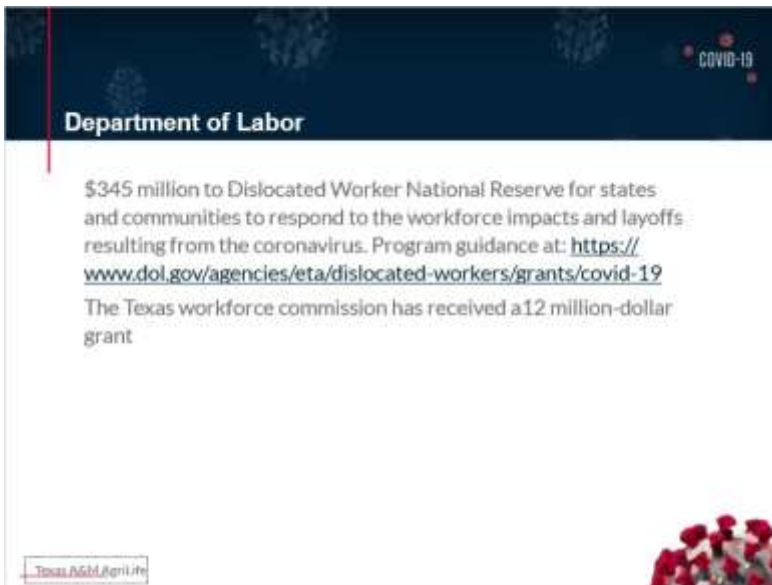 COVID-19
Department of Labor
$345 million to Dislocated Worker National Reserve for states
and communities to respond to the workforce impacts and layoffs
resulting from the coronavirus. Program guidance at: https://
www.dol.gov/agencies/eta/dislocated-workers/grants/covid-19
The Texas workforce commission has received a12 million-dollar
grant
Texas A&M AgriLife